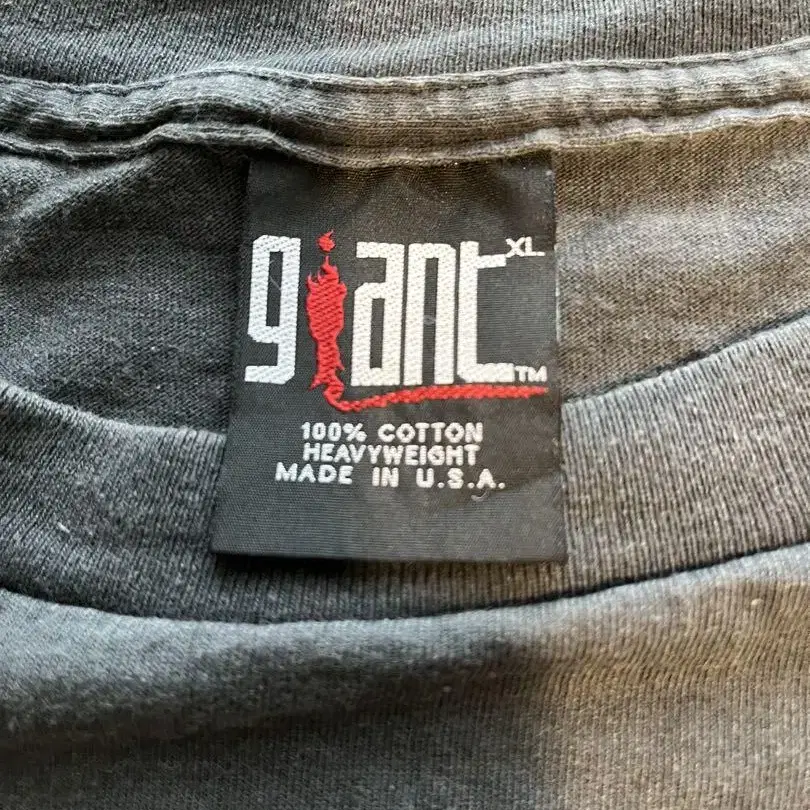 giant XL
TM
100% COTTON
HEAVYWEIGHT
MADE IN U.S.A.